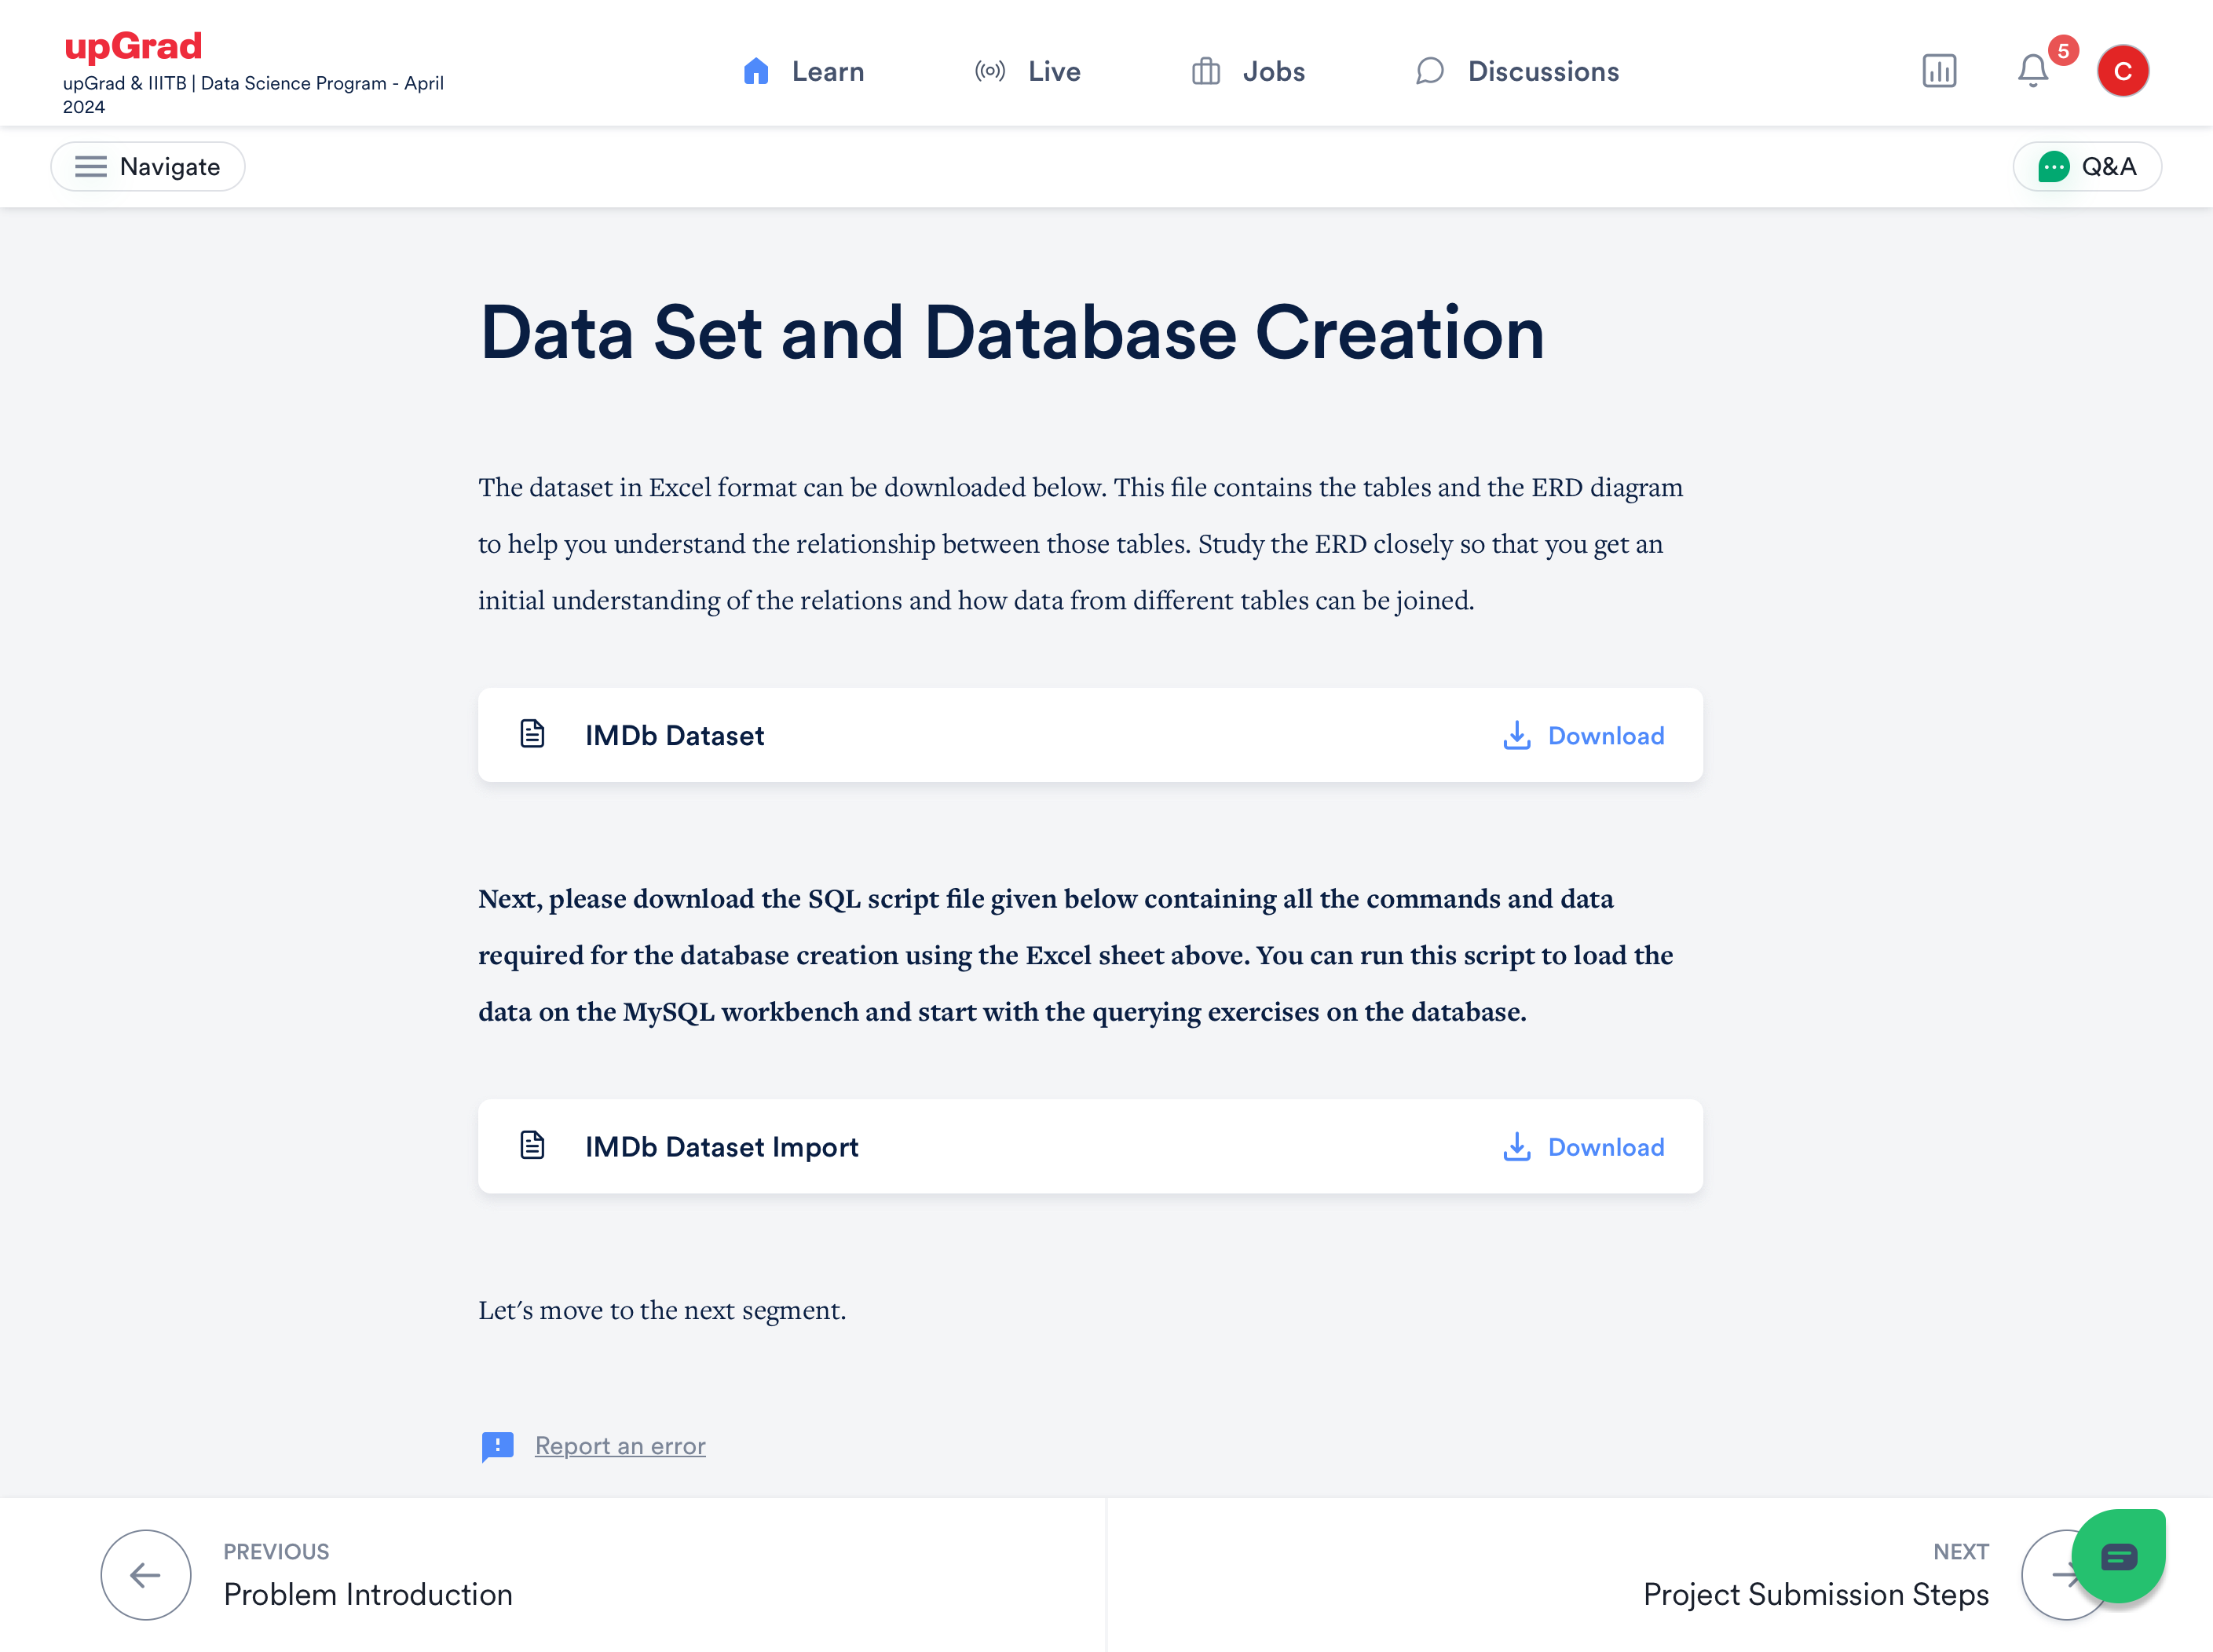 upGrad
upGrad & IIITB | Data Science Program - April
2024
Learn
Live
Jobs
Discussions
5
C
Navigate
Q&A
Data Set and Database Creation
The dataset in Excel format can be downloaded below. This file contains the tables and the ERD diagram
to help you understand the relationship between those tables. Study the ERD closely so that you get an
initial understanding of the relations and how data from different tables can be joined.
IMDb Dataset
Download
Next, please download the SQL script file given below containing all the commands and data
required for the database creation using the Excel sheet above. You can run this script to load the
data on the MySQL workbench and start with the querying exercises on the database.
IMDb Dataset Import
Download
Let's move to the next segment.
Report an error
PREVIOUS
Problem Introduction
NEXT
Project Submission Steps